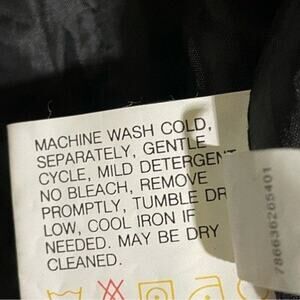 MACHINE WASH COLD,
SEPARATELY, GENTLE
CYCLE, MILD DETERGENT
NO BLEACH, REMOVE
PROMPTLY, TUMBLE DR
LOW, COOL IRON IF
NEEDED. MAY BE DRY
CLEANED.
786636265401